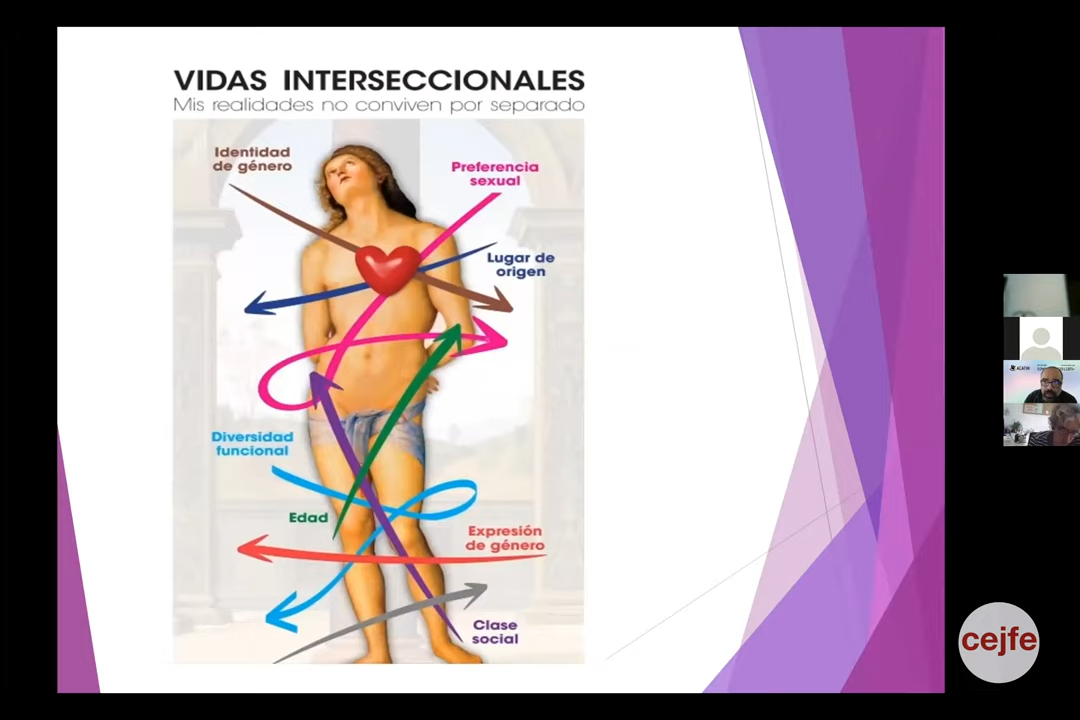 VIDAS INTERSECCIONALES
Mis realidades no conviven por separado
Identidad
de género
Preferencia
sexual
Lugar de
origen
Diversidad
funcional
Edad
Expresión
de género
Clase
social
cejfe